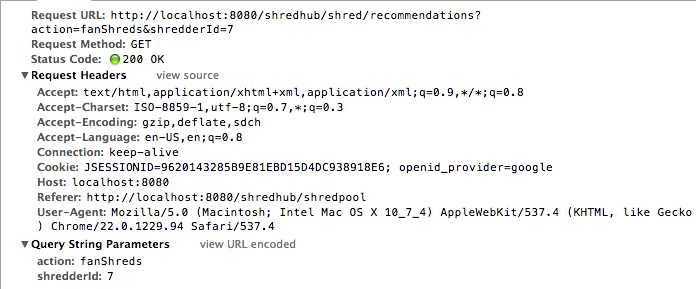 Request URL: http://localhost:8080/shredhub/shred/recommendations?
action=fanShreds&shredderId=7
Request Method: GET
Status Code: 200 OK
Request Headers view source
Accept: text/html,application/xhtml+xml,application/xml;q=0.9,*/*;q=0.8
Accept-Charset: ISO-8859-1,utf-8;q=0.7,*;q=0.3
Accept-Encoding: gzip,deflate,sdch
Accept-Language: en-US,en;q=0.8
Connection: keep-alive
Cookie: JSESSIONID=9620143285B9E81EBD15D4DC938918E6; openid_provider=google
Host: localhost:8080
Referer: http://localhost:8080/shredhub/shredpool
User-Agent: Mozilla/5.0 (Macintosh; Intel Mac OS X 10_7_4) AppleWebKit/537.4 (KHTML, like Gecko
) Chrome/22.0.1229.94 Safari/537.4
Query String Parameters view URL encoded
action: fanShreds
shredderId: 7